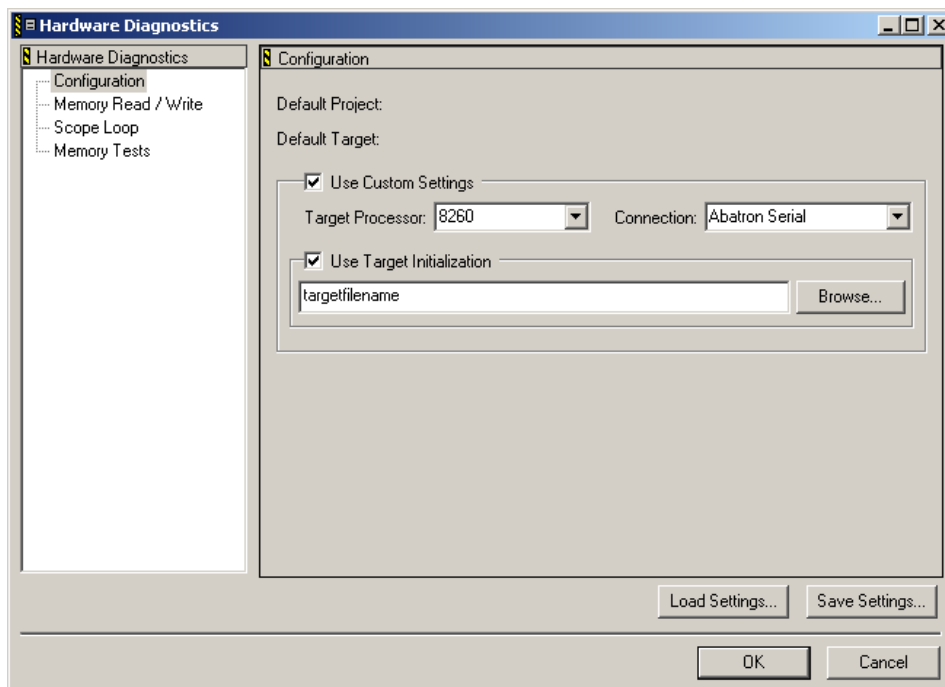 Hardware Diagnostics
Hardware Diagnostics
Configuration
Memory Read / Write
Scope Loop
Memory Tests
Configuration
Default Project:
Default Target:
Use Custom Settings
Target Processor: 8260 Connection: Abatron Serial
Use Target Initialization
targetfilename Browse...
Load Settings... Save Settings...
OK Cancel